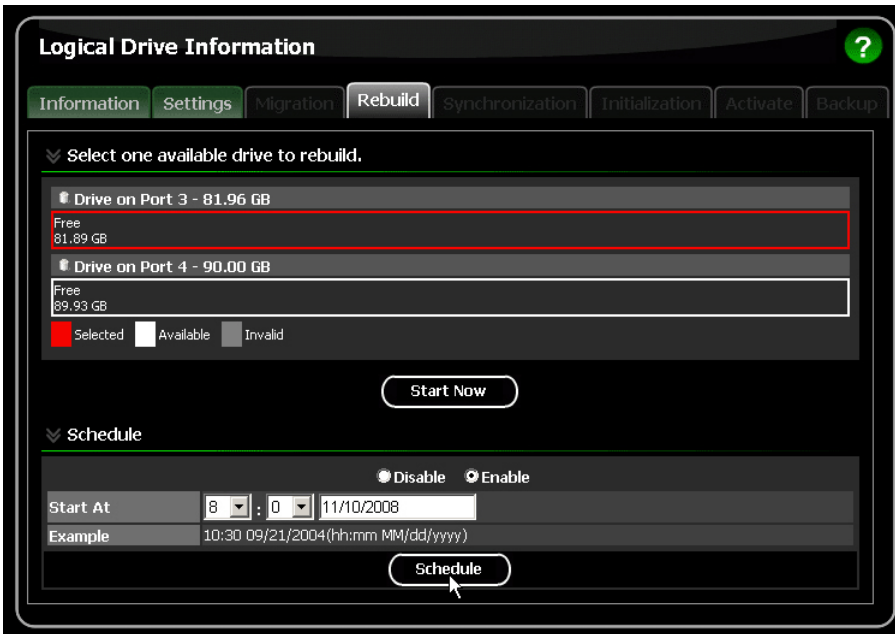 Logical Drive Information
?
Information Settings Migration Rebuild Synchronization Initialization Activate Backup
Select one available drive to rebuild.
Drive on Port 3 - 81.96 GB
Free
81.89 GB
Drive on Port 4 - 90.00 GB
Free
89.93 GB
Selected Available Invalid
Start Now
Schedule
Disable Enable
Start At 8 : 0 11/10/2008
Example 10:30 09/21/2004(hh:mm MM/dd/yyyy)
Schedule